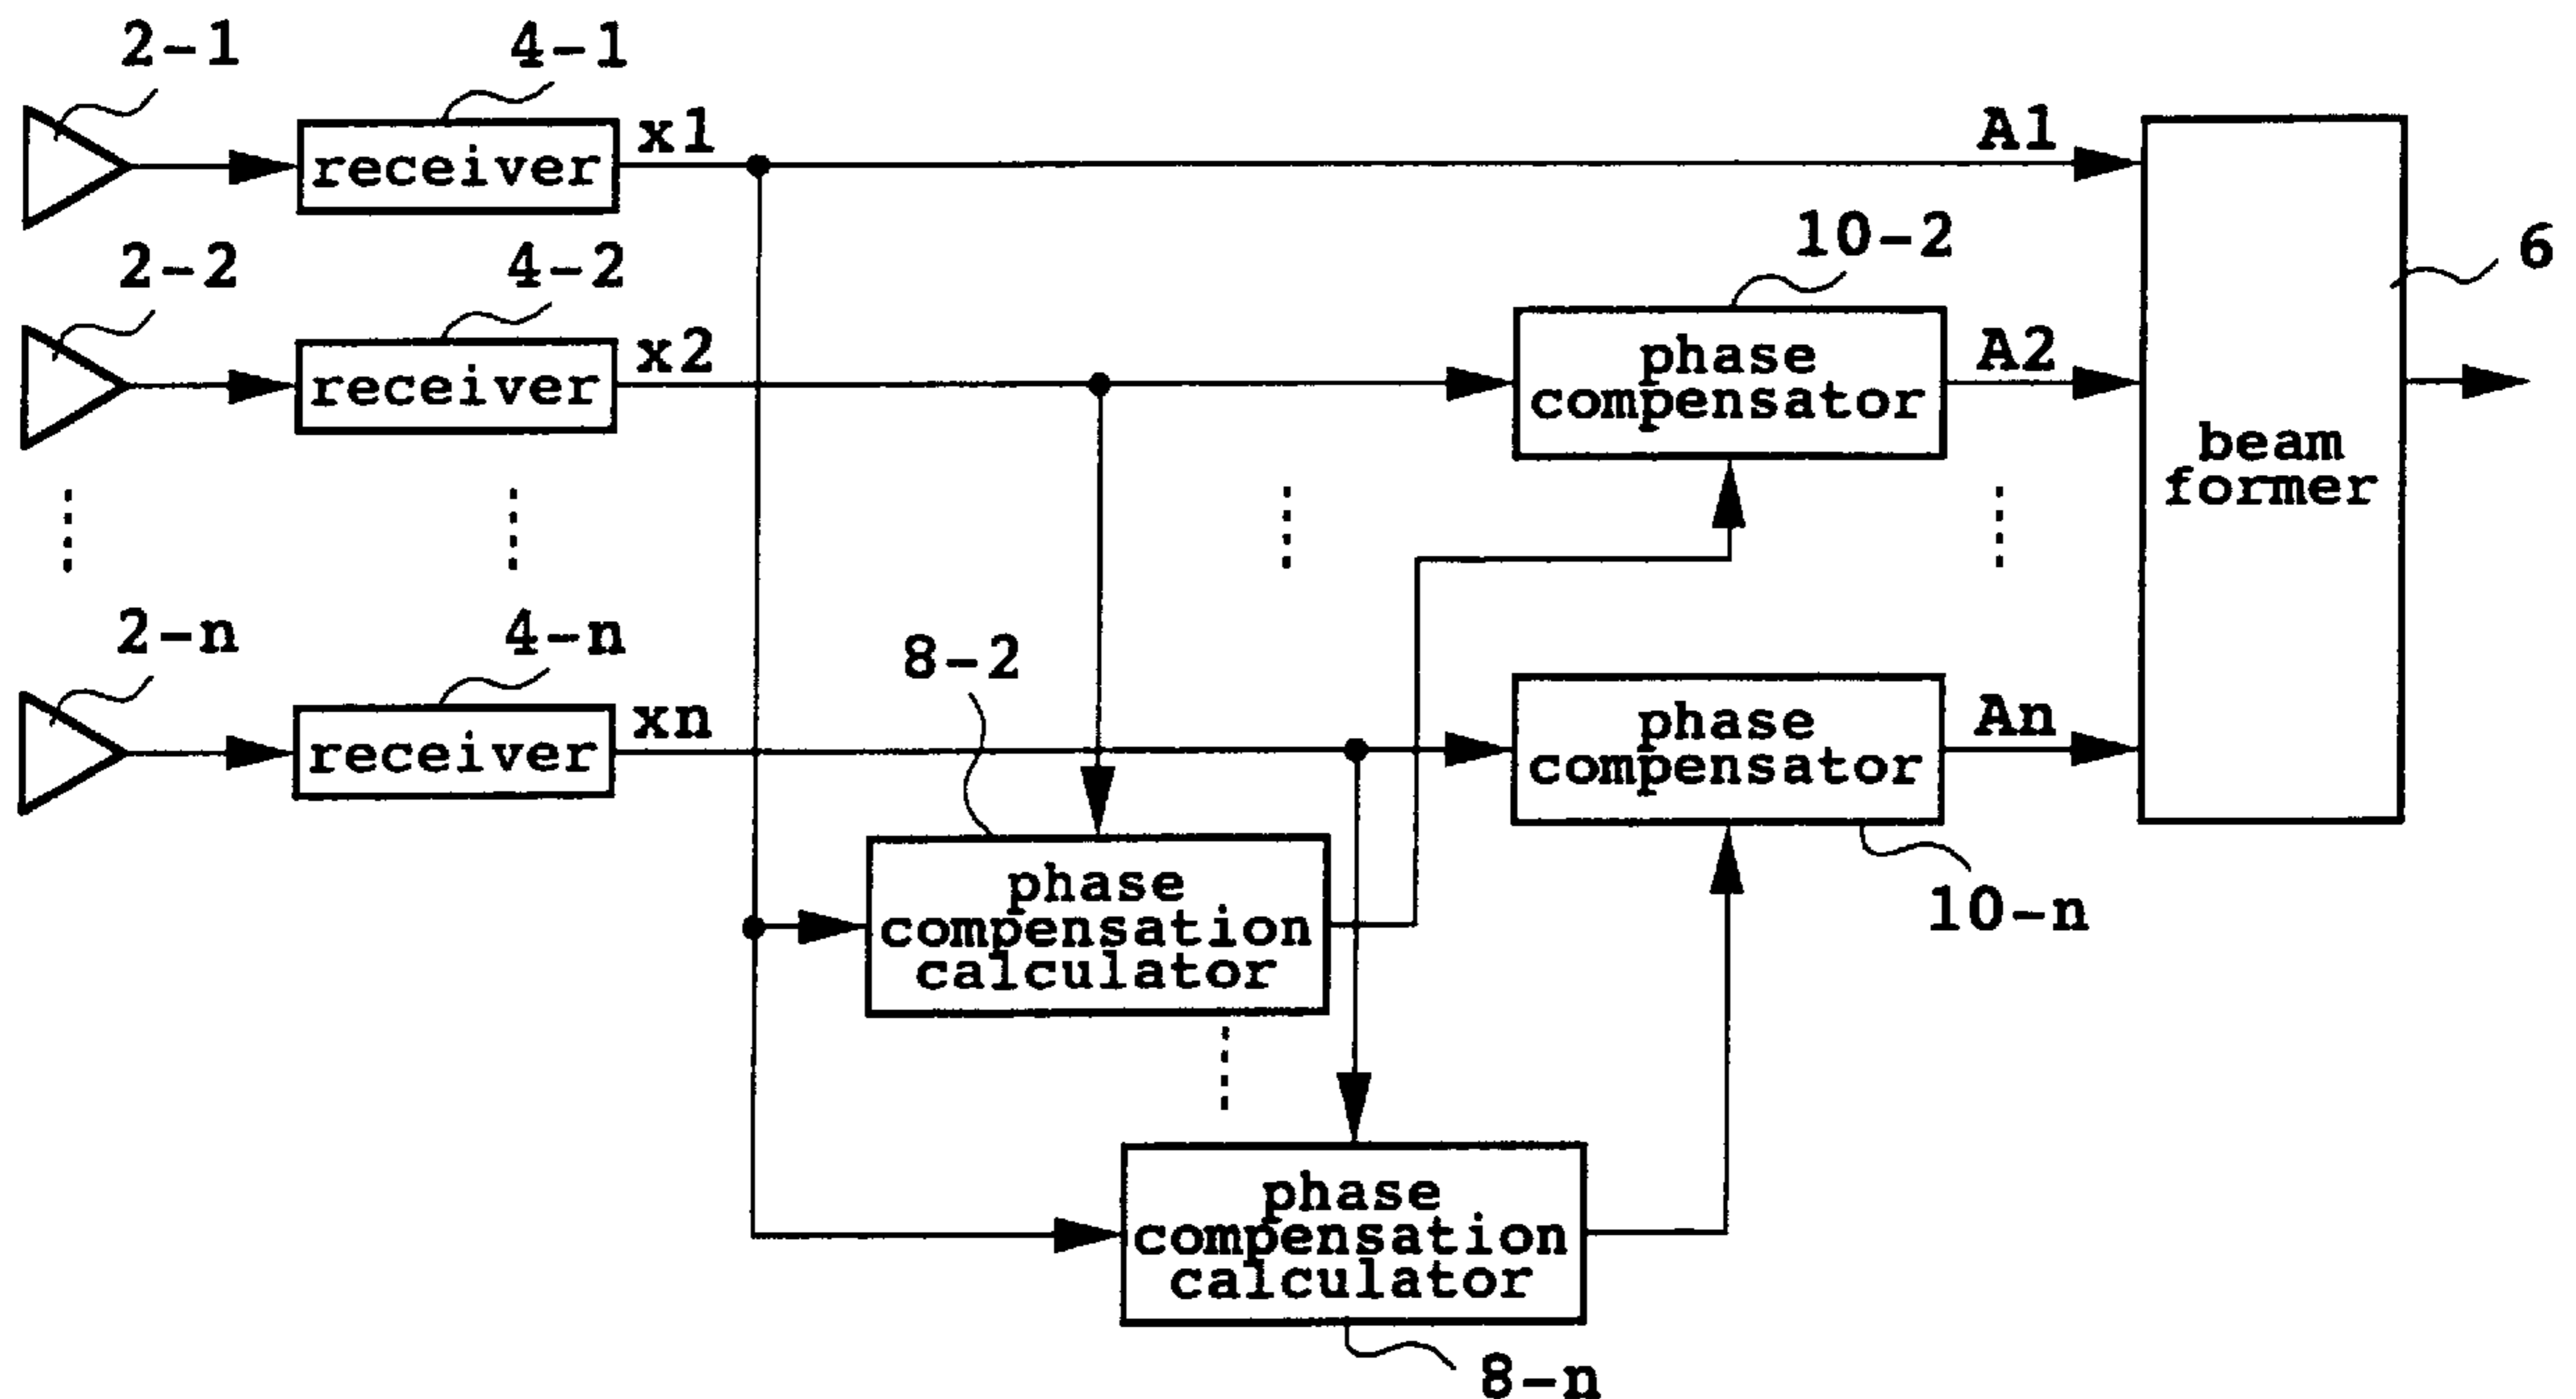 2-1
4-1
receiver
x1
A1
2-2
4-2
receiver
x2
10-2
phase
compensator
A2
6
beam
former
2-n
4-n
receiver
xn
8-2
phase
compensator
An
10-n
phase
compensation
calculator
phase
compensation
calculator
8-n